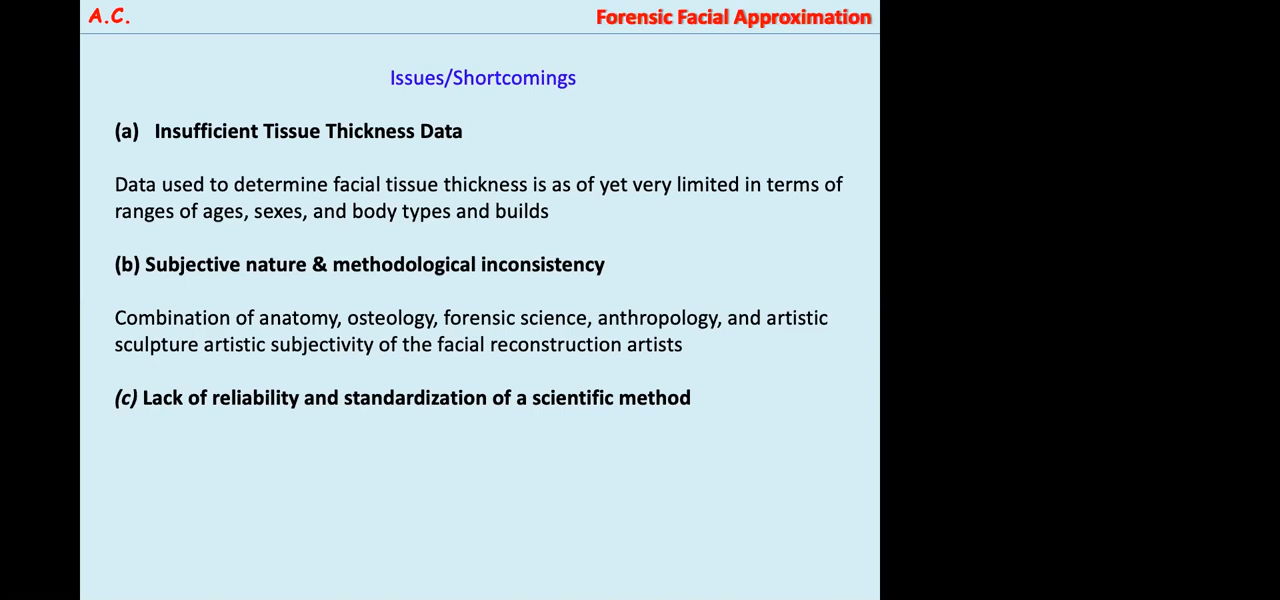 A.C.
Forensic Facial Approximation
Issues/Shortcomings
(a) Insufficient Tissue Thickness Data
Data used to determine facial tissue thickness is as of yet very limited in terms of
ranges of ages, sexes, and body types and builds
(b) Subjective nature & methodological inconsistency
Combination of anatomy, osteology, forensic science, anthropology, and artistic
sculpture artistic subjectivity of the facial reconstruction artists
(c) Lack of reliability and standardization of a scientific method